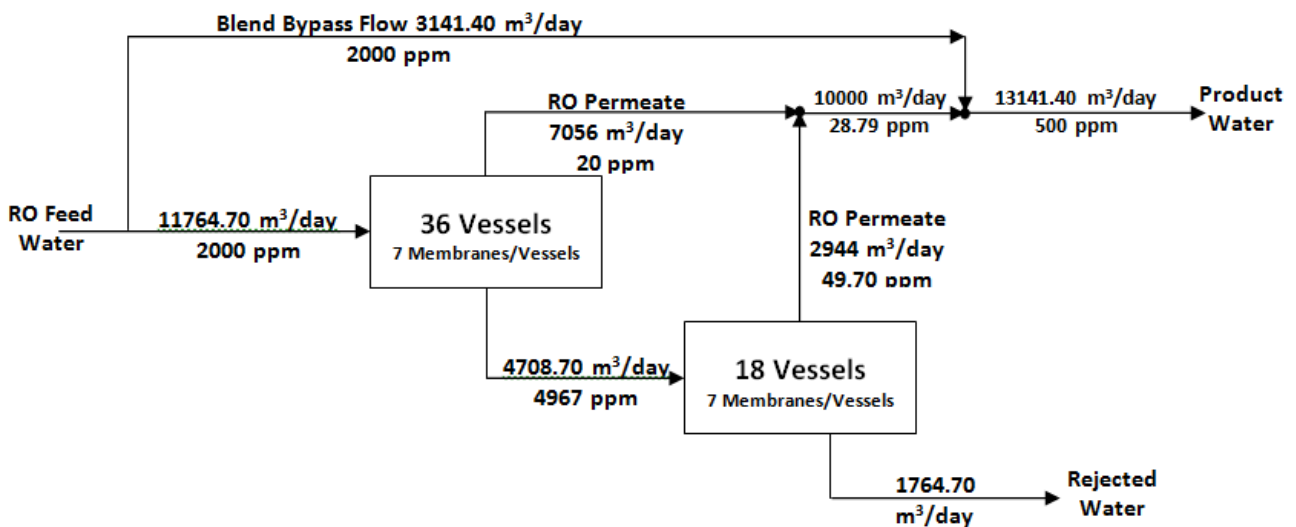 Blend Bypass Flow 3141.40 m³/day
2000 ppm
RO Permeate
7056 m³/day
20 ppm
10000 m³/day
28.79 ppm
13141.40 m³/day
500 ppm
Product
Water
RO Feed
Water
11764.70 m³/day
2000 ppm
36 Vessels
7 Membranes/Vessels
RO Permeate
2944 m³/day
49.70 ppm
4708.70 m³/day
4967 ppm
18 Vessels
7 Membranes/Vessels
1764.70
m³/day
Rejected
Water